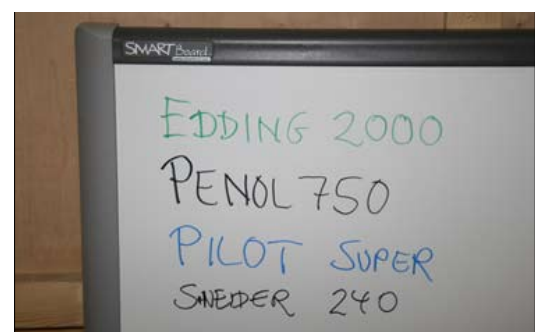 SMART Board
EDDING 2000
PENOL 750
PILOT SUPER
SNEIDER 240